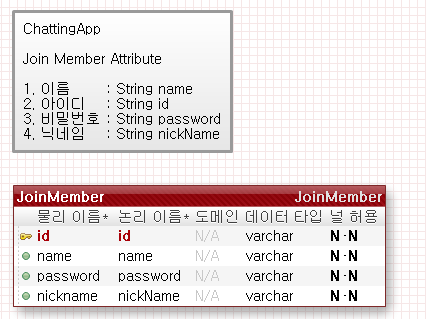 ChattingApp
Join Member Attribute
1. 이름 : String name
2. 아이디 : String id
3. 비밀번호 : String password
4. 닉네임 : String nickName
JoinMember JoinMember
물리 이름* 논리 이름* 도메인 데이터 타입 널 허용
id id N/A varchar N-N
name name N/A varchar N-N
password password N/A varchar N-N
nickname nickName N/A varchar N-N